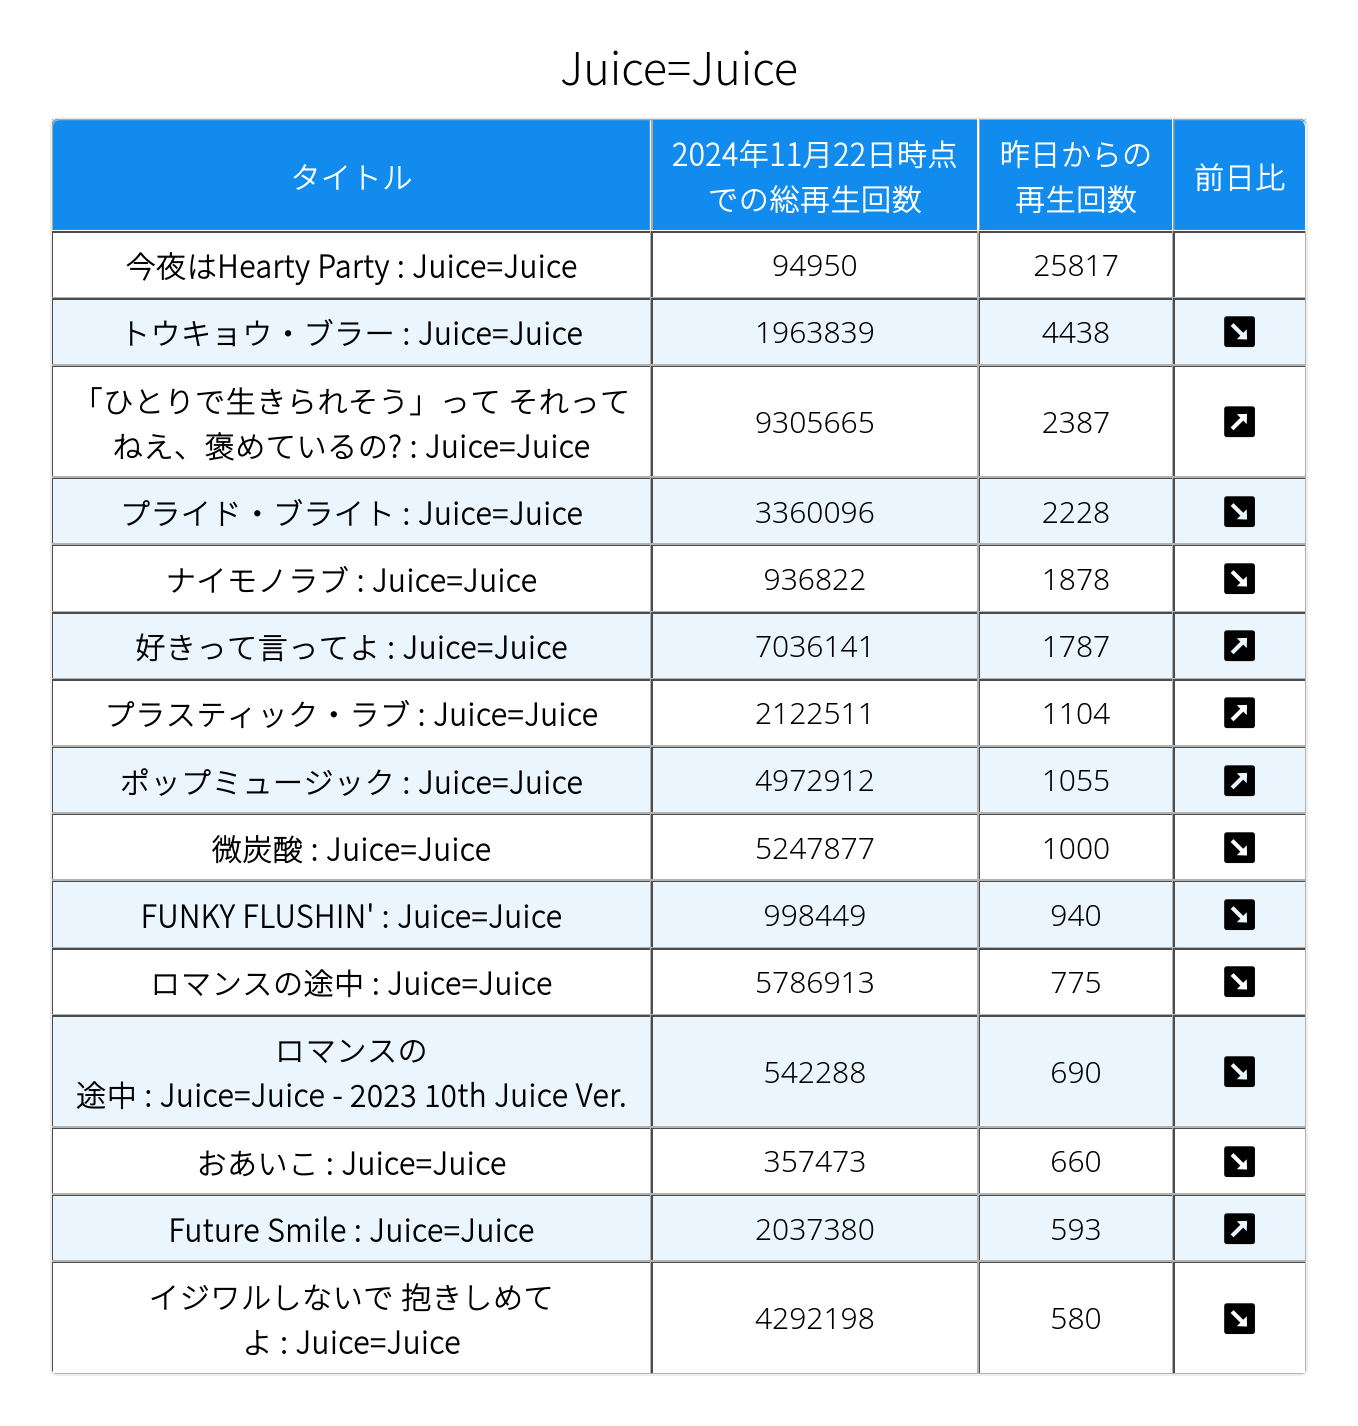 Juice=Juice
タイトル
2024年11月22日時点
での総再生回数
昨日からの
再生回数
前日比
今夜はHearty Party : Juice=Juice
94950
25817
トウキョウ・ブラー : Juice=Juice
1963839
4438
「ひとりで生きられそう」って それって
ねえ、褒めているの? : Juice=Juice
9305665
2387
プライド・ブライト : Juice=Juice
3360096
2228
ナイモノラブ : Juice=Juice
936822
1878
好きって言ってよ : Juice=Juice
7036141
1787
プラスティック・ラブ : Juice=Juice
2122511
1104
ポップミュージック : Juice=Juice
4972912
1055
微炭酸 : Juice=Juice
5247877
1000
FUNKY FLUSHIN' : Juice=Juice
998449
940
ロマンスの途中 : Juice=Juice
5786913
775
ロマンスの
途中 : Juice=Juice - 2023 10th Juice Ver.
542288
690
おあいこ : Juice=Juice
357473
660
Future Smile : Juice=Juice
2037380
593
イジワルしないで 抱きしめて
よ : Juice=Juice
4292198
580